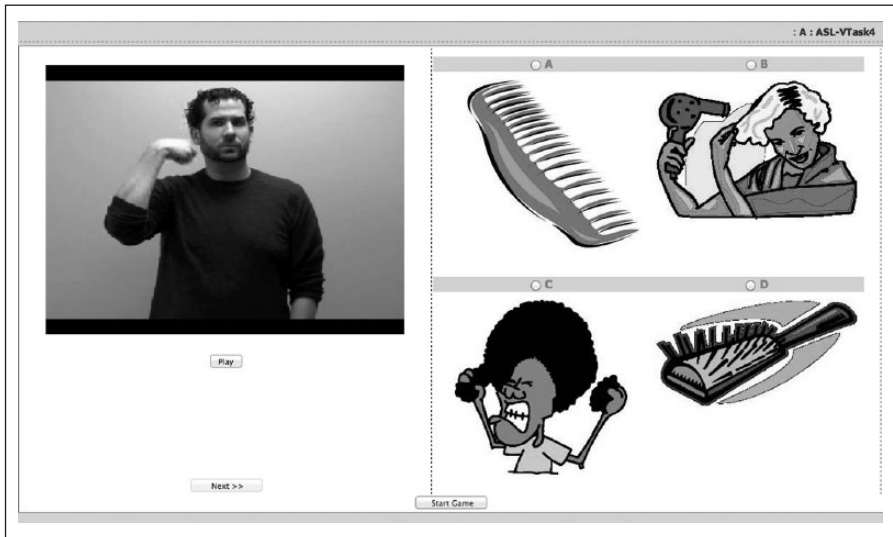 : A : ASL-VTask4
A
B
C
D
Play
Next >>
Start Game